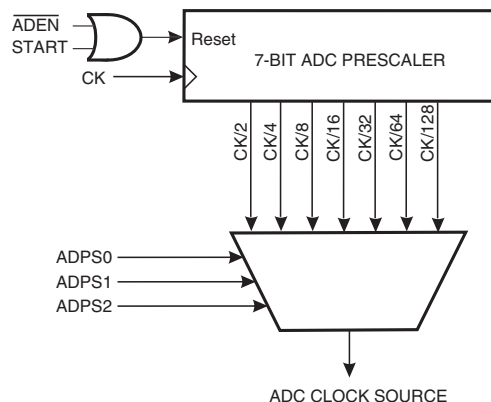 ADEN
START
Reset
7-BIT ADC PRESCALER
CK
CK/2
CK/4
CK/8
CK/16
CK/32
CK/64
CK/128
ADPS0
ADPS1
ADPS2
ADC CLOCK SOURCE